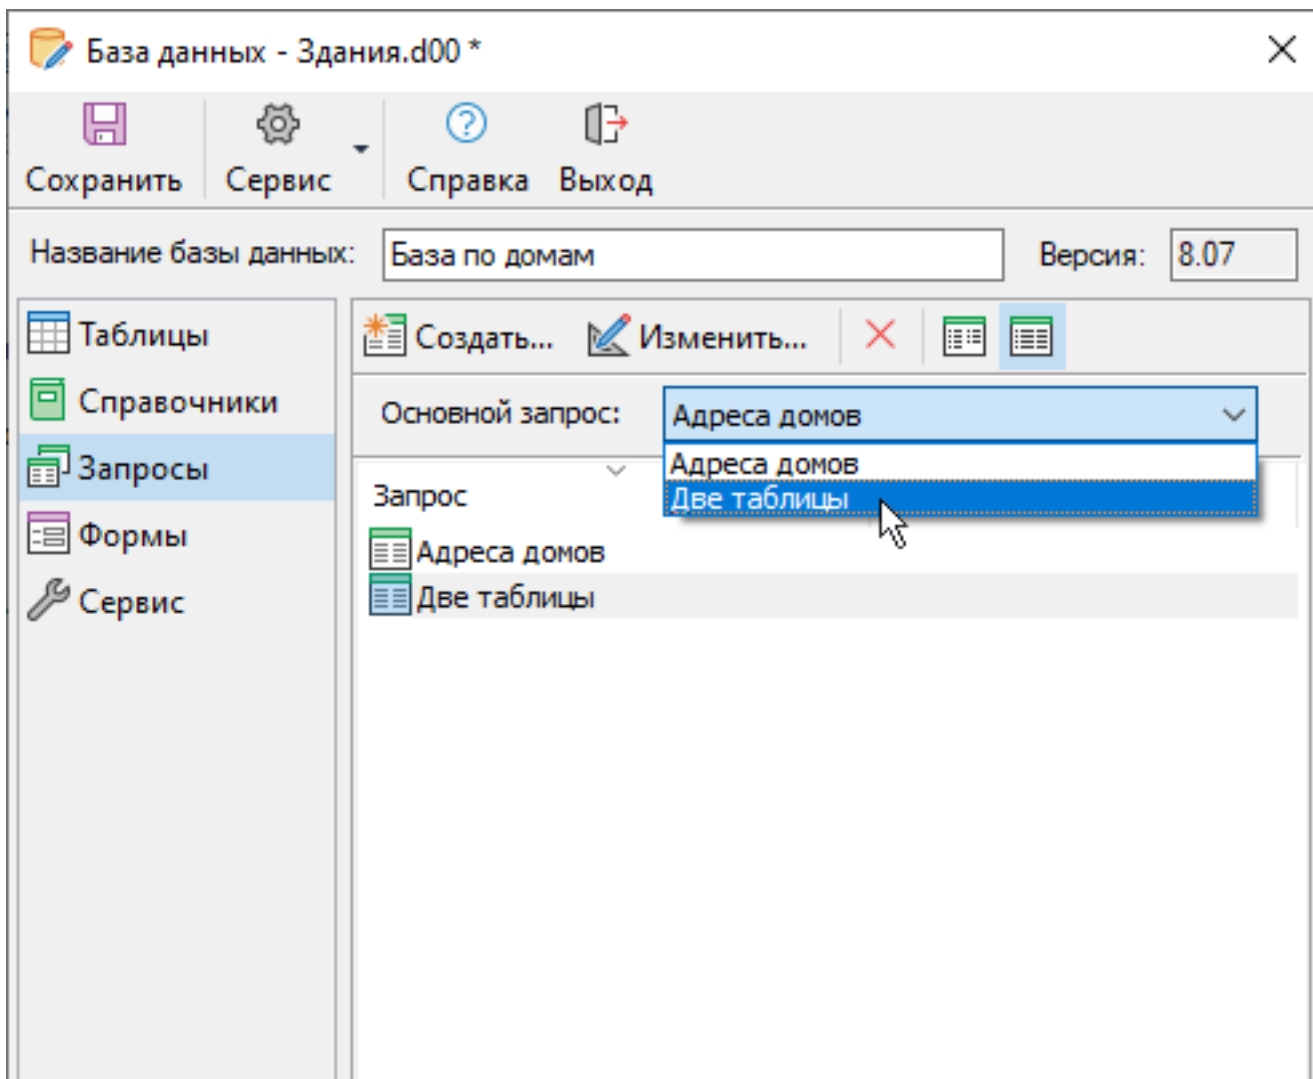 База данных - Здания.d00 *
Сохранить Сервис Справка Выход
Название базы данных: База по домам Версия: 8.07
Таблицы
Справочники
Запросы
Формы
Сервис
Создать... Изменить...
Основной запрос: Адреса домов
Адреса домов
Две таблицы
Запрос
Адреса домов
Две таблицы